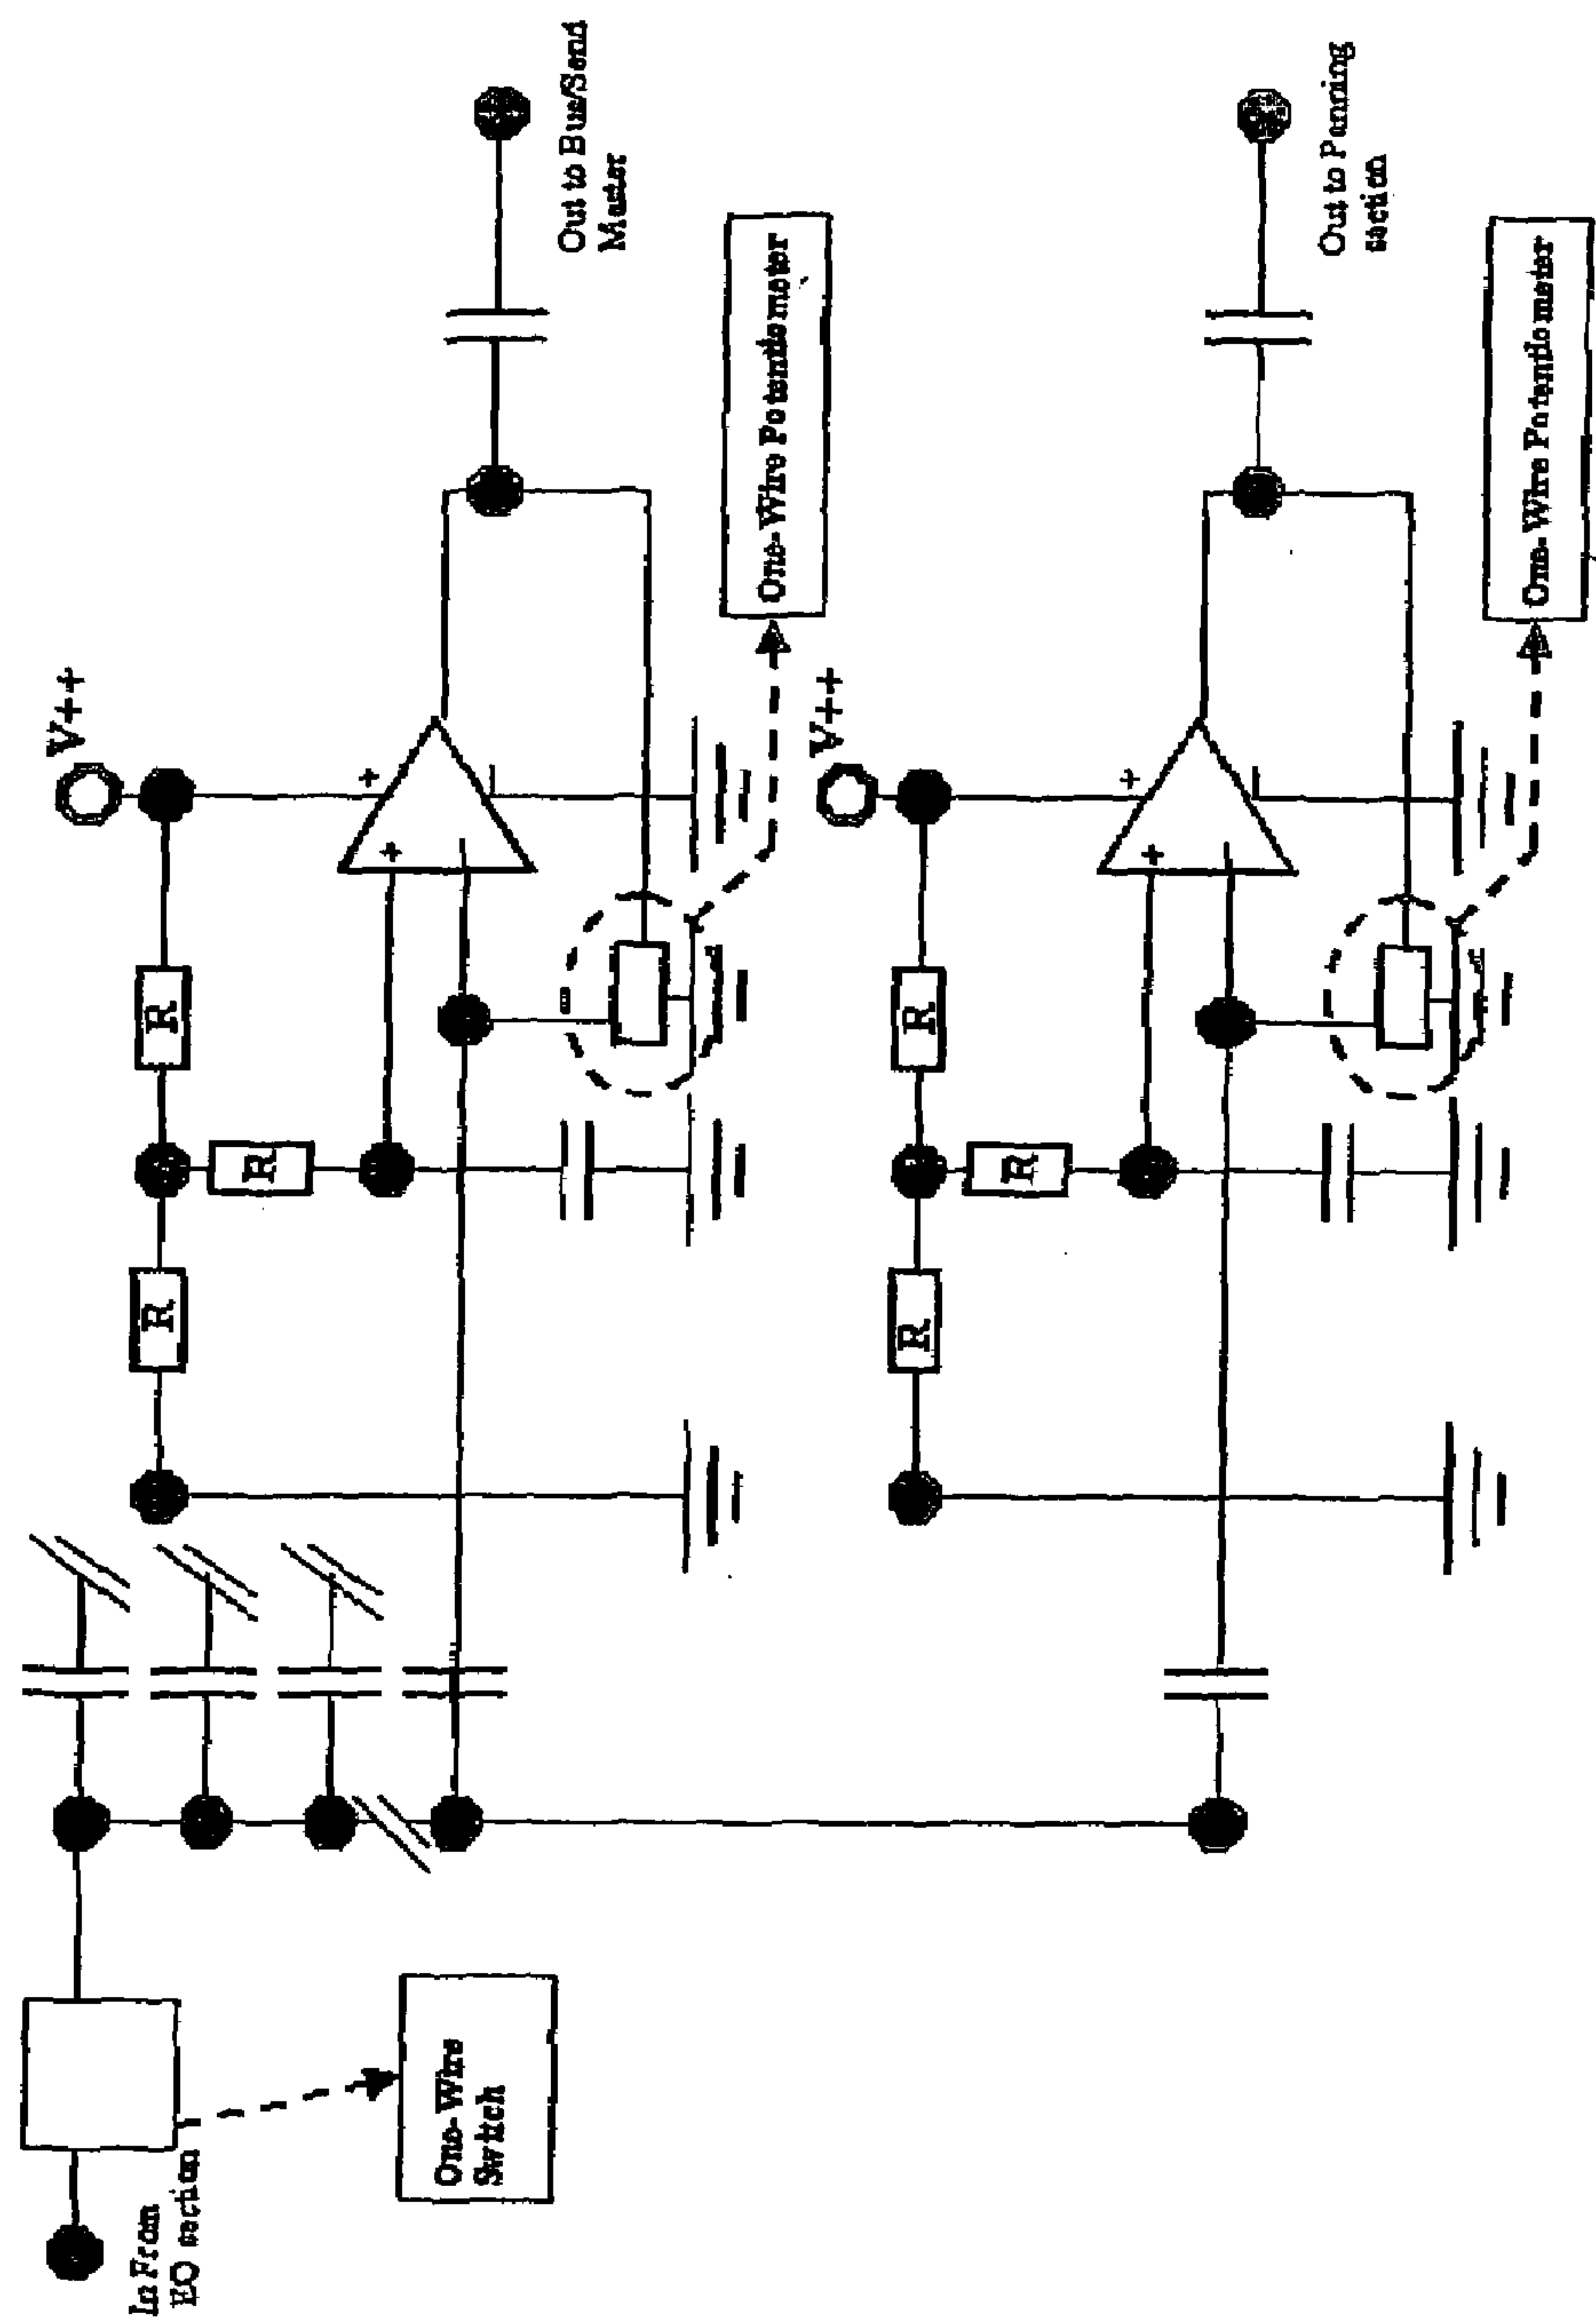 In From
EQ section
One-Wire
Switch
R
R
R
V++
+
+
Out to Bus/Send
Master
One-Wire Potentiometer
R
R
R
V++
+
+
Out to Panning
section
One-Wire Potentiometer